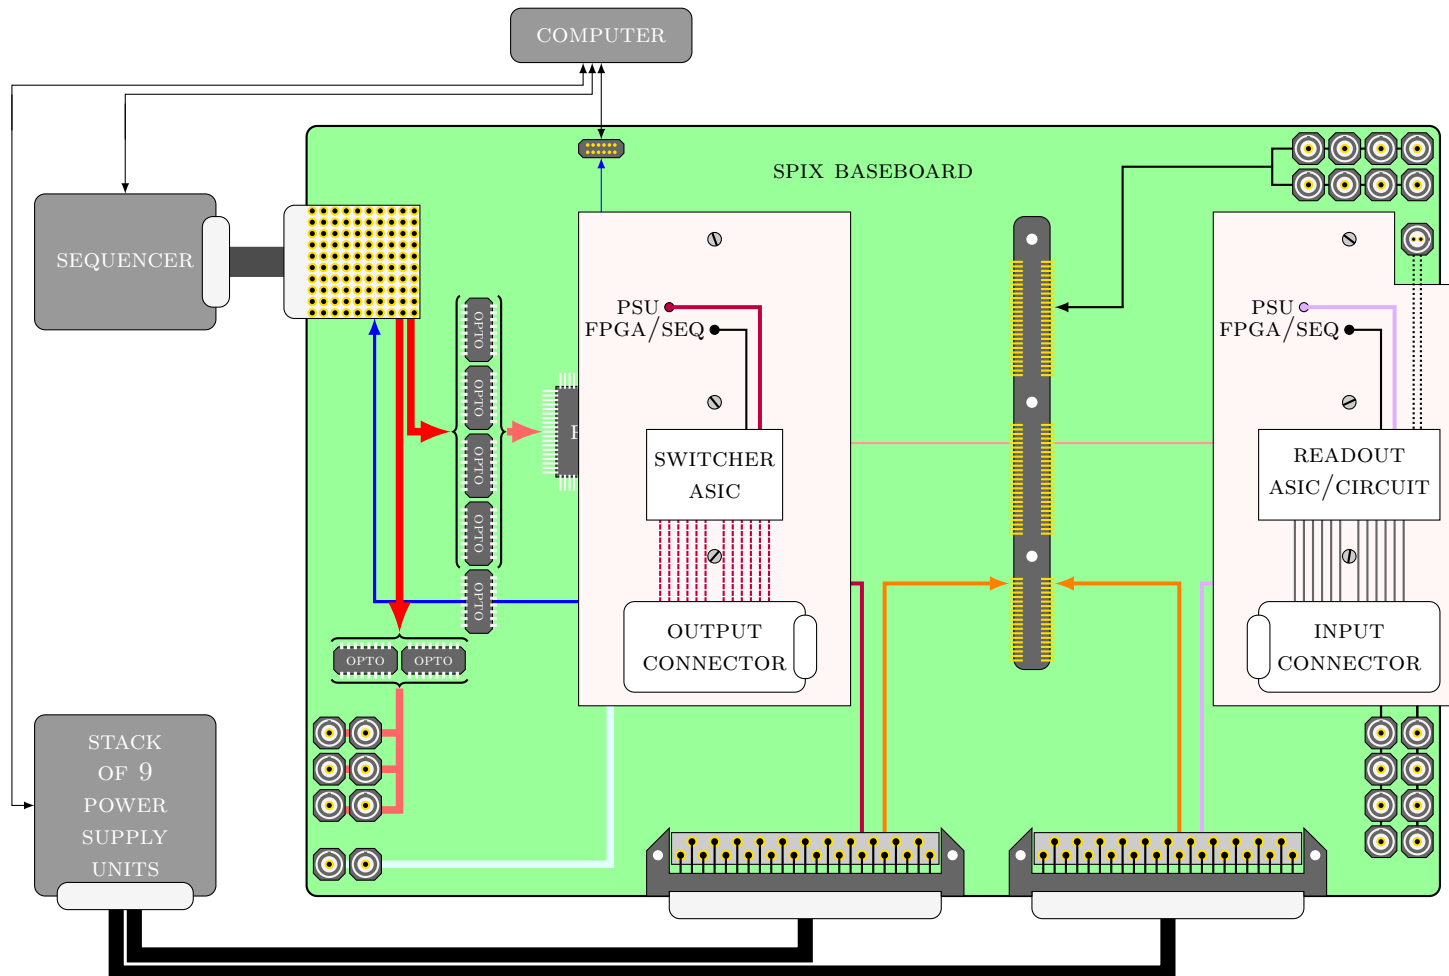 COMPUTER
SPIX BASEBOARD
SEQUENCER
OPTO
OPTO
OPTO
OPTO
OPTO
PSU
FPGA/SEQ
SWITCHER
ASIC
OUTPUT
CONNECTOR
PSU
FPGA/SEQ
READOUT
ASIC/CIRCUIT
INPUT
CONNECTOR
OPTO OPTO
STACK
OF 9
POWER
SUPPLY
UNITS